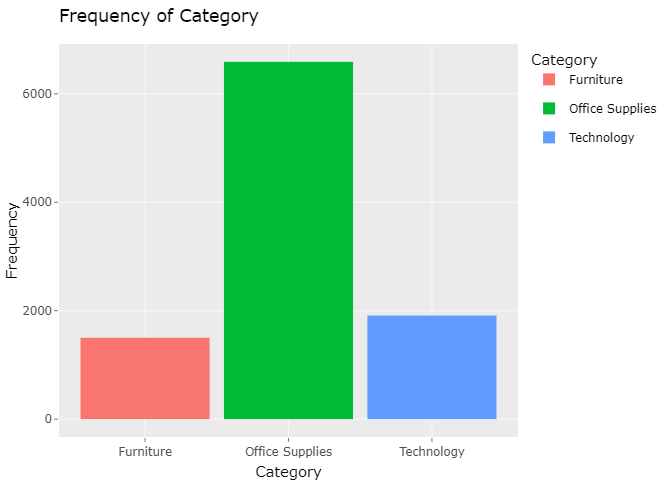 Frequency of Category
Category
Furniture
Office Supplies
Technology
Frequency
6000
4000
2000
0
Furniture
Office Supplies
Technology
Category